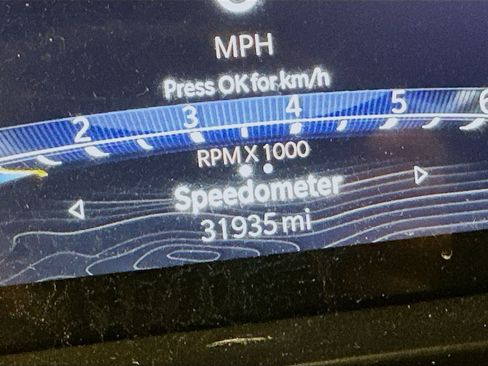 MPH
Press OK for km/h
2 3 4 5 6
RPM X 1000
Speedometer
31935 mi